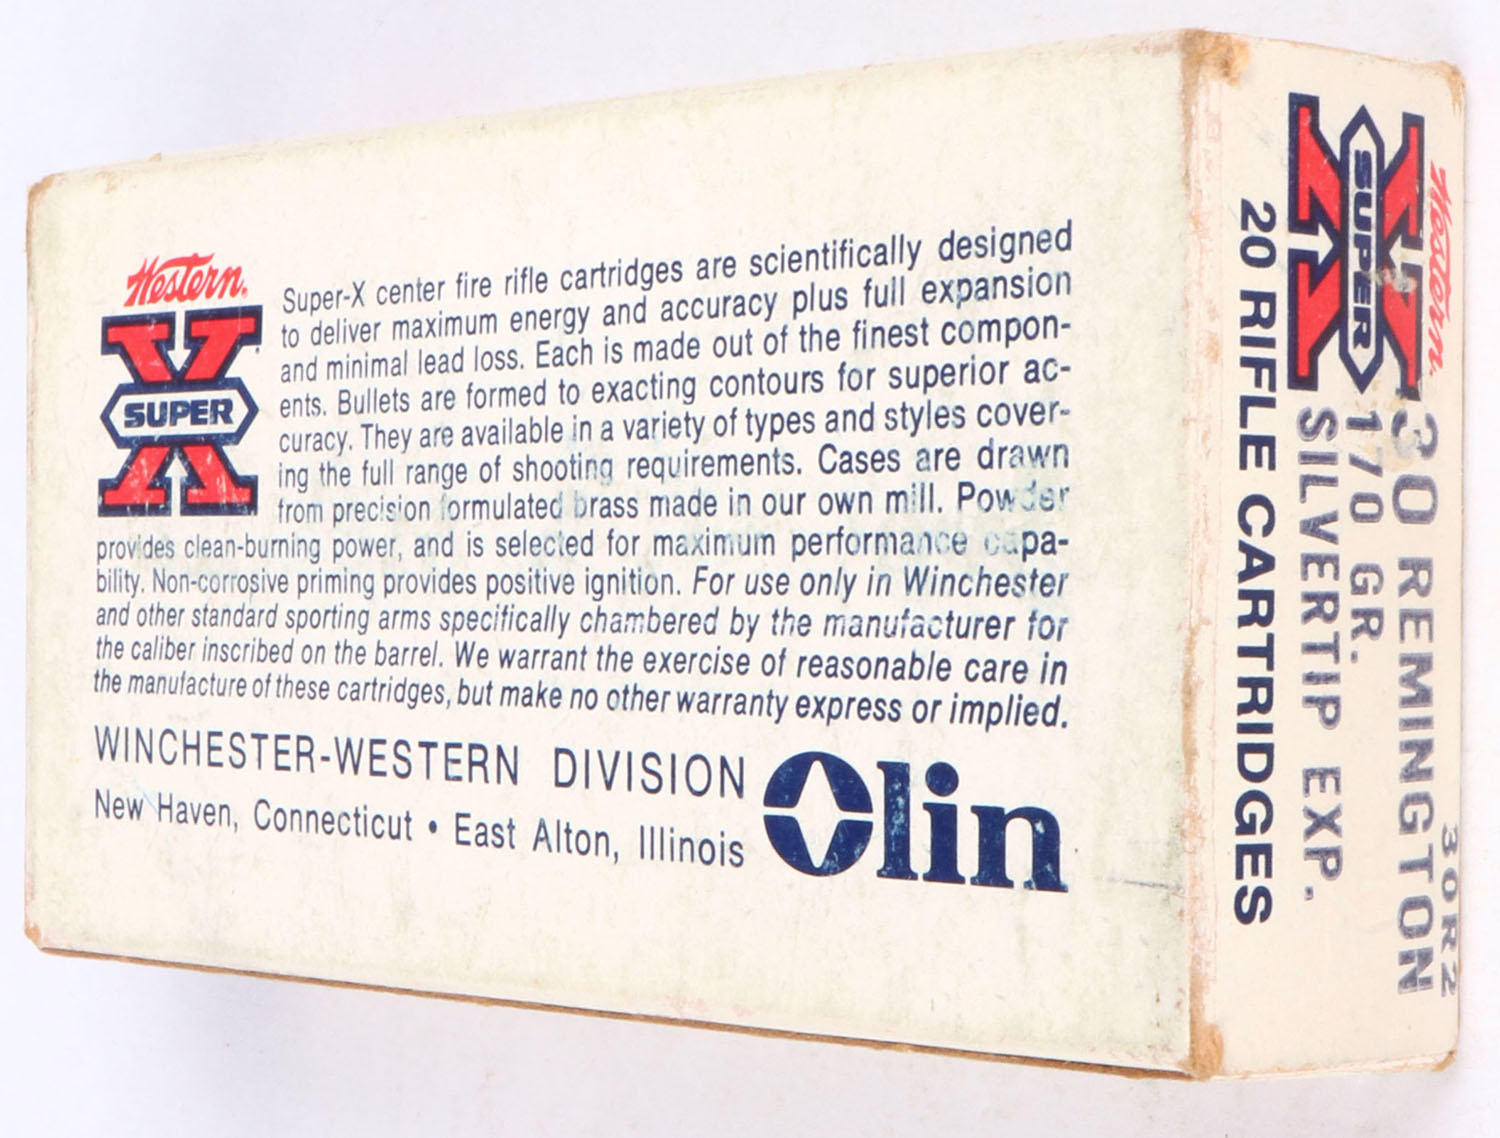 Western.
SUPER
X
Super-X center fire rifle cartridges are scientifically designed
to deliver maximum energy and accuracy plus full expansion
and minimal lead loss. Each is made out of the finest compon-
ents. Bullets are formed to exacting contours for superior ac-
curacy. They are available in a variety of types and styles cover-
ing the full range of shooting requirements. Cases are drawn
from precision formulated brass made in our own mill. Powder
provides clean-burning power, and is selected for maximum performance capa-
bility. Non-corrosive priming provides positive ignition. For use only in Winchester
and other standard sporting arms specifically chambered by the manufacturer for
the caliber inscribed on the barrel. We warrant the exercise of reasonable care in
the manufacture of these cartridges, but make no other warranty express or implied.
WINCHESTER-WESTERN DIVISION
New Haven, Connecticut • East Alton, Illinois
Olin
Western.
SUPER
X
30R2
30 REMINGTON
170 GR.
SILVERTIP EXP.
20 RIFLE CARTRIDGES